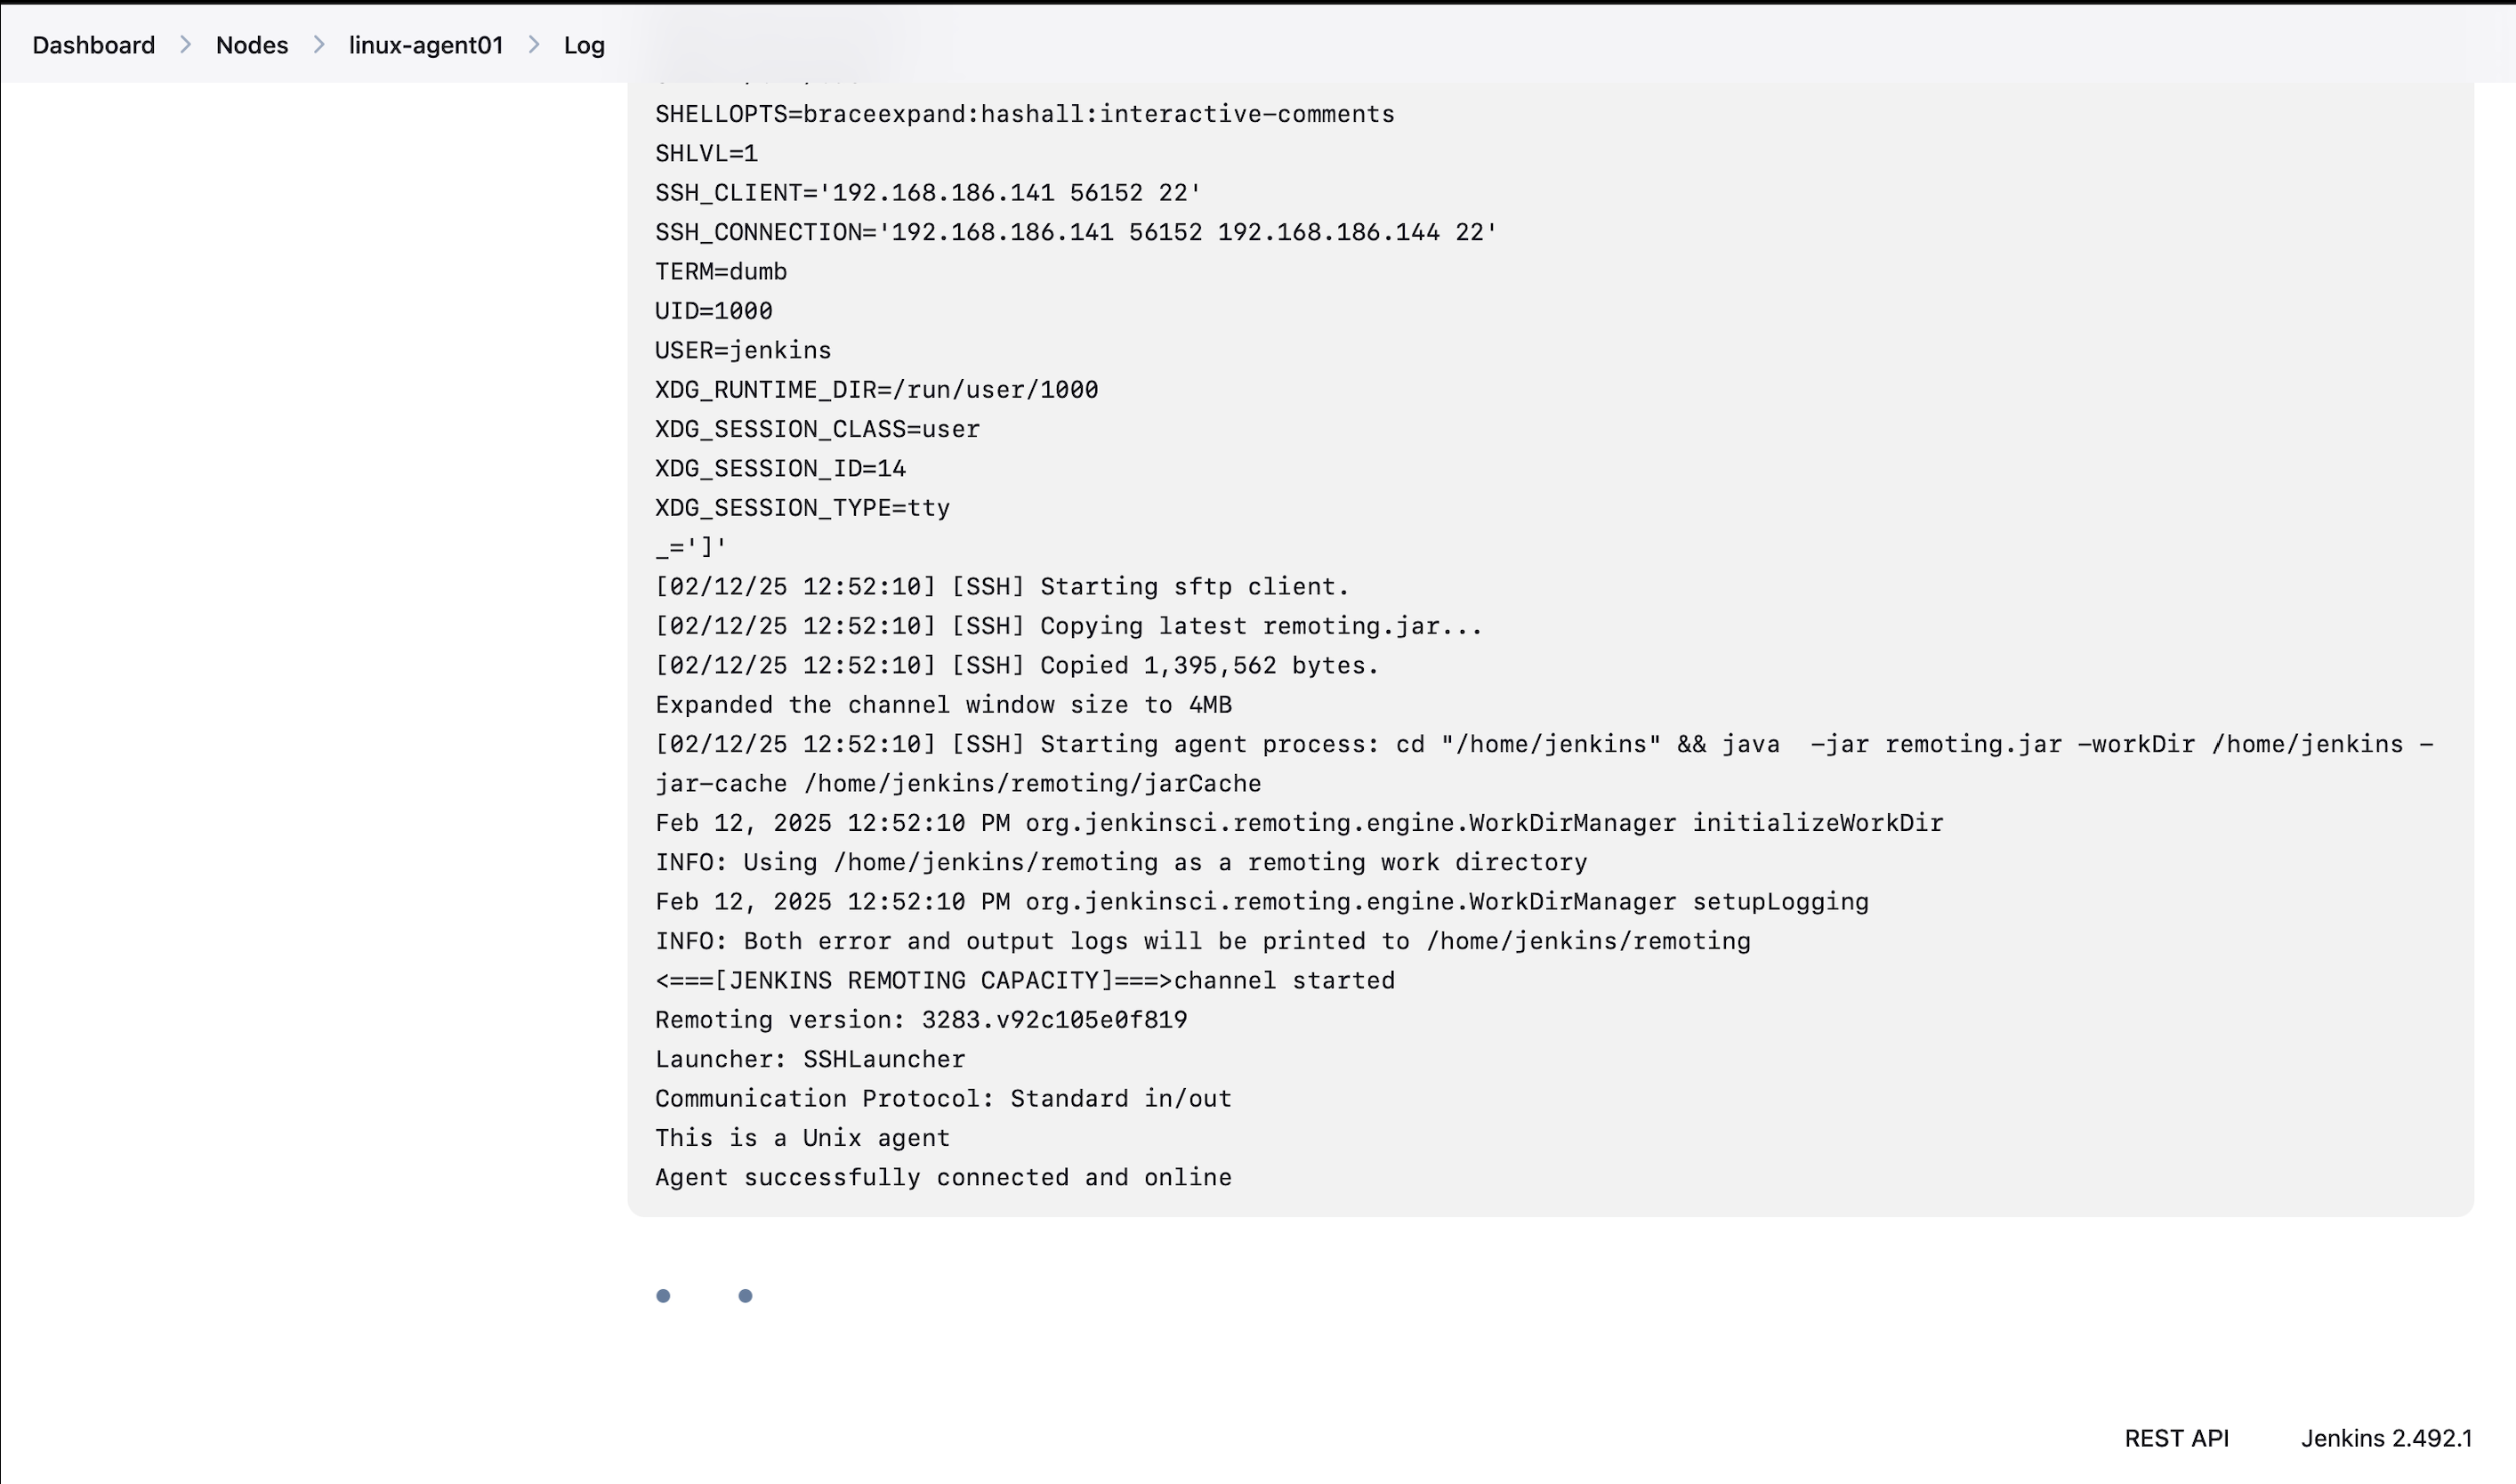 Dashboard > Nodes > linux-agent01 > Log
SHELLOPTS=braceexpand:hashall:interactive-comments
SHLVL=1
SSH_CLIENT='192.168.186.141 56152 22'
SSH_CONNECTION='192.168.186.141 56152 192.168.186.144 22'
TERM=dumb
UID=1000
USER=jenkins
XDG_RUNTIME_DIR=/run/user/1000
XDG_SESSION_CLASS=user
XDG_SESSION_ID=14
XDG_SESSION_TYPE=tty
_=']'
[02/12/25 12:52:10] [SSH] Starting sftp client.
[02/12/25 12:52:10] [SSH] Copying latest remoting.jar...
[02/12/25 12:52:10] [SSH] Copied 1,395,562 bytes.
Expanded the channel window size to 4MB
[02/12/25 12:52:10] [SSH] Starting agent process: cd "/home/jenkins" && java  -jar remoting.jar -workDir /home/jenkins -
jar-cache /home/jenkins/remoting/jarCache
Feb 12, 2025 12:52:10 PM org.jenkinsci.remoting.engine.WorkDirManager initializeWorkDir
INFO: Using /home/jenkins/remoting as a remoting work directory
Feb 12, 2025 12:52:10 PM org.jenkinsci.remoting.engine.WorkDirManager setupLogging
INFO: Both error and output logs will be printed to /home/jenkins/remoting
<===[JENKINS REMOTING CAPACITY]===>channel started
Remoting version: 3283.v92c105e0f819
Launcher: SSHLauncher
Communication Protocol: Standard in/out
This is a Unix agent
Agent successfully connected and online
REST API Jenkins 2.492.1